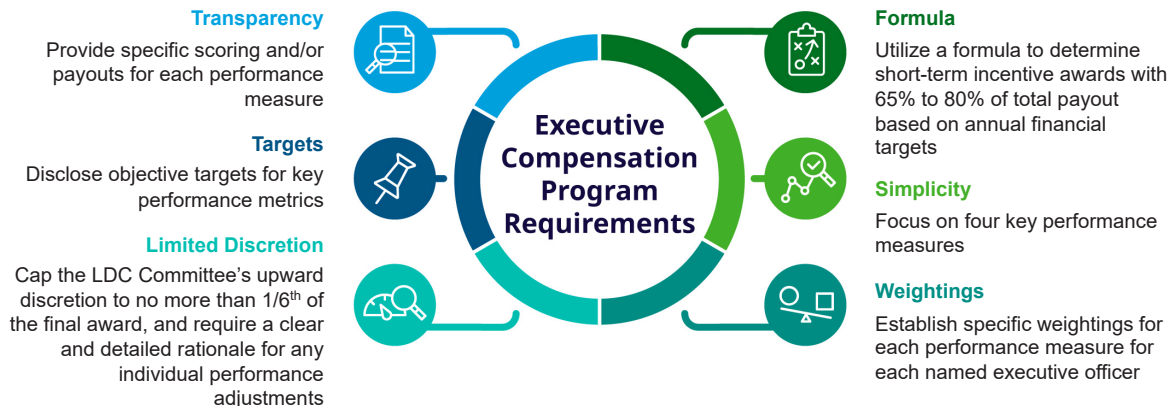 Transparency
Provide specific scoring and/or
payouts for each performance
measure
Targets
Disclose objective targets for key
performance metrics
Limited Discretion
Cap the LDC Committee’s upward
discretion to no more than 1/6th of
the final award, and require a clear
and detailed rationale for any
individual performance
adjustments
Executive
Compensation
Program
Requirements
Formula
Utilize a formula to determine
short-term incentive awards with
65% to 80% of total payout
based on annual financial
targets
Simplicity
Focus on four key performance
measures
Weightings
Establish specific weightings for
each performance measure for
each named executive officer